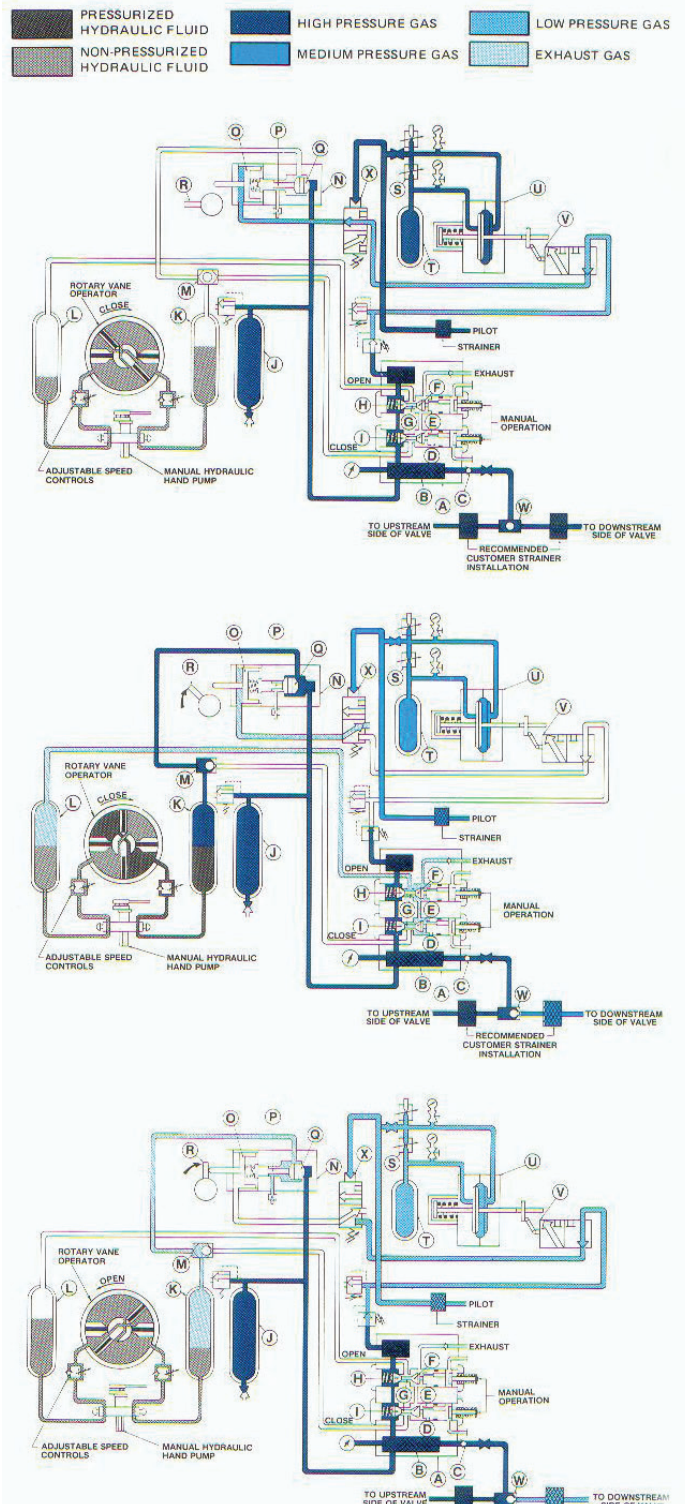 PRESSURIZED
HYDRAULIC FLUID
HIGH PRESSURE GAS
LOW PRESSURE GAS
NON-PRESSURIZED
HYDRAULIC FLUID
MEDIUM PRESSURE GAS
EXHAUST GAS
O
P
Q
R
N
X
S
U
T
V
ROTARY VANE
OPERATOR
CLOSE
L
M
K
J
PILOT
STRAINER
OPEN
EXHAUST
F
H
G
E
MANUAL
OPERATION
I
CLOSE
D
B
A
C
ADJUSTABLE SPEED
CONTROLS
MANUAL HYDRAULIC
HAND PUMP
W
TO UPSTREAM
SIDE OF VALVE
RECOMMENDED
CUSTOMER STRAINER
INSTALLATION
TO DOWNSTREAM
SIDE OF VALVE
O
P
Q
R
N
X
S
U
T
V
ROTARY VANE
OPERATOR
CLOSE
L
M
K
J
PILOT
STRAINER
OPEN
EXHAUST
F
H
G
E
MANUAL
OPERATION
I
CLOSE
D
B
A
C
ADJUSTABLE SPEED
CONTROLS
MANUAL HYDRAULIC
HAND PUMP
W
TO UPSTREAM
SIDE OF VALVE
RECOMMENDED
CUSTOMER STRAINER
INSTALLATION
TO DOWNSTREAM
SIDE OF VALVE
O
P
Q
R
N
X
S
U
T
V
ROTARY VANE
OPERATOR
OPEN
L
M
K
J
PILOT
STRAINER
OPEN
EXHAUST
F
H
G
E
MANUAL
OPERATION
I
CLOSE
D
B
A
C
ADJUSTABLE SPEED
CONTROLS
MANUAL HYDRAULIC
HAND PUMP
W
TO UPSTREAM
SIDE OF VALVE
TO DOWNSTREAM
SIDE OF VALVE